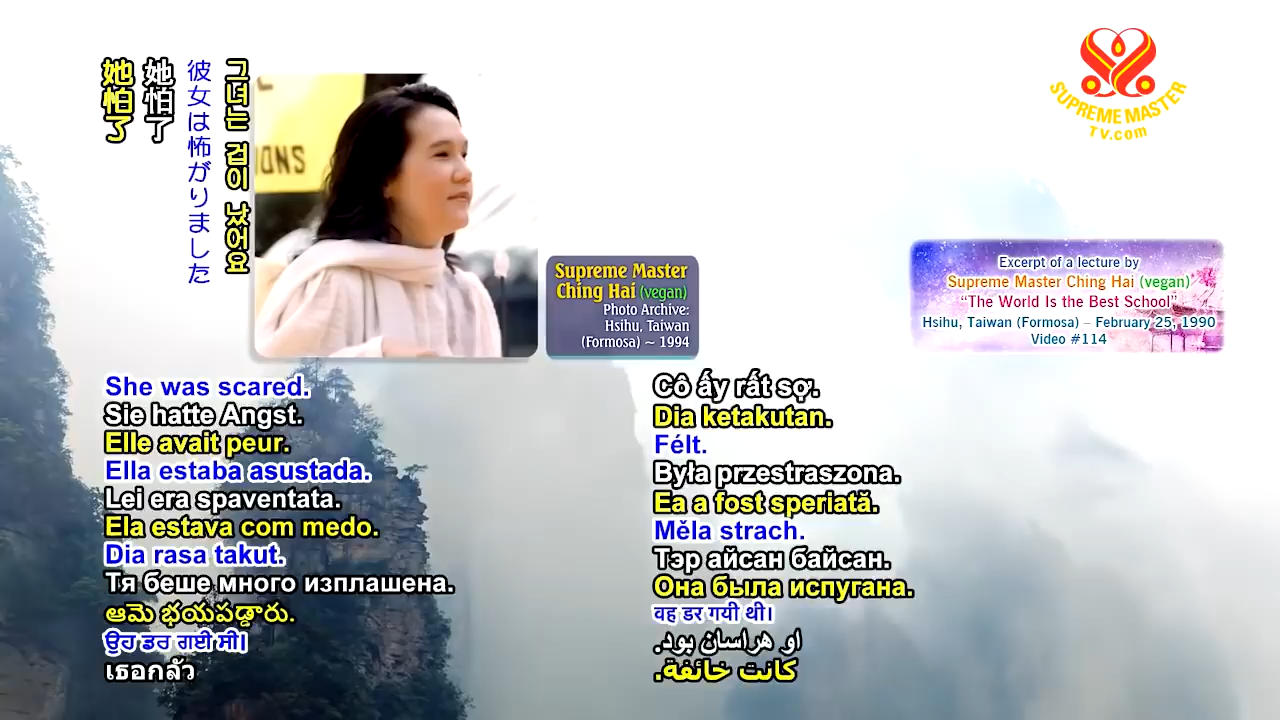 她怕了
她怕了
彼女は怖がりました
그녀는 겁이 났어요
IONS
SUPREME MASTER
TV.com
Supreme Master
Ching Hai (vegan)
Photo Archive:
Hsihu, Taiwan
(Formosa) ~ 1994
Excerpt of a lecture by
Supreme Master Ching Hai (vegan)
“The World Is the Best School”
Hsihu, Taiwan (Formosa) – February 25, 1990
Video #114
She was scared.
Sie hatte Angst.
Elle avait peur.
Ella estaba asustada.
Lei era spaventata.
Ela estava com medo.
Dia rasa takut.
Тя беше много изплашена.
ఆమె భయపడ్డారు.
ਉਹ ਡਰ ਗਈ ਸੀ।
เธอกลัว
Cô ấy rất sợ.
Dia ketakutan.
Félt.
Była przestraszona.
Ea a fost speriată.
Měla strach.
Тэр айсан байсан.
Она была испугана.
वह डर गयी थी।
او هراسان بود.
كانت خائفة.